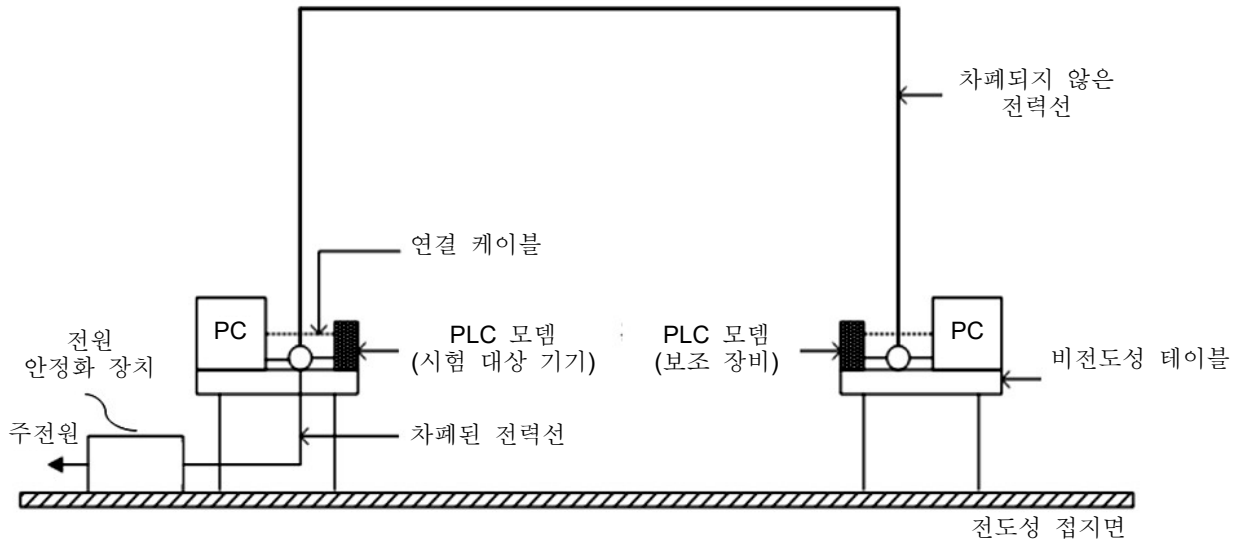 차폐되지 않은
전력선
연결 케이블
PC
PLC 모뎀
(시험 대상 기기)
PLC 모뎀
(보조 장비)
PC
전원
안정화 장치
비전도성 테이블
주전원
차폐된 전력선
전도성 접지면